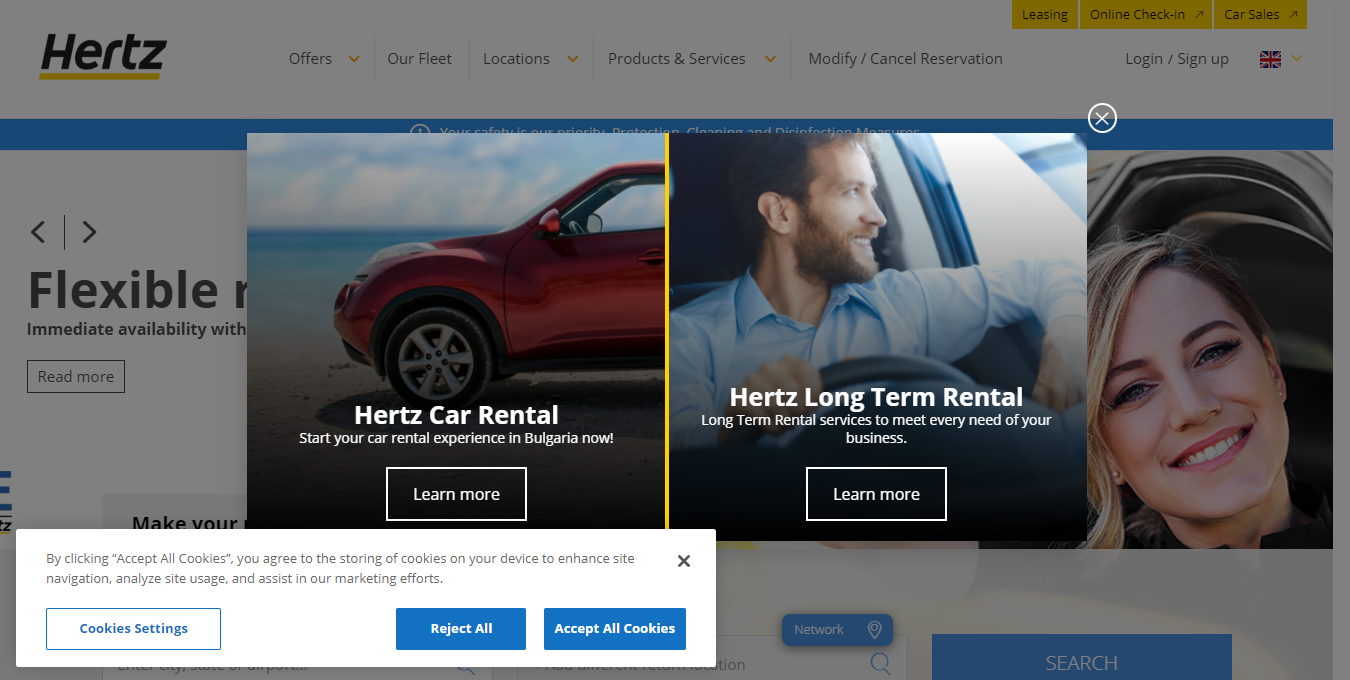 Leasing
Online Check-in
Car Sales
Hertz
Offers
Our Fleet
Locations
Products & Services
Modify / Cancel Reservation
Login / Sign up
Your safety is our priority. Protection, Cleaning and Disinfection Measures
Flexible
Immediate availability with
Read more
Hertz Car Rental
Start your car rental experience in Bulgaria now!
Learn more
Hertz Long Term Rental
Long Term Rental services to meet every need of your
business.
Learn more
Make your
By clicking “Accept All Cookies”, you agree to the storing of cookies on your device to enhance site
navigation, analyze site usage, and assist in our marketing efforts.
Cookies Settings
Reject All
Accept All Cookies
Network
Enter city, state or airport...
Add different return location
SEARCH